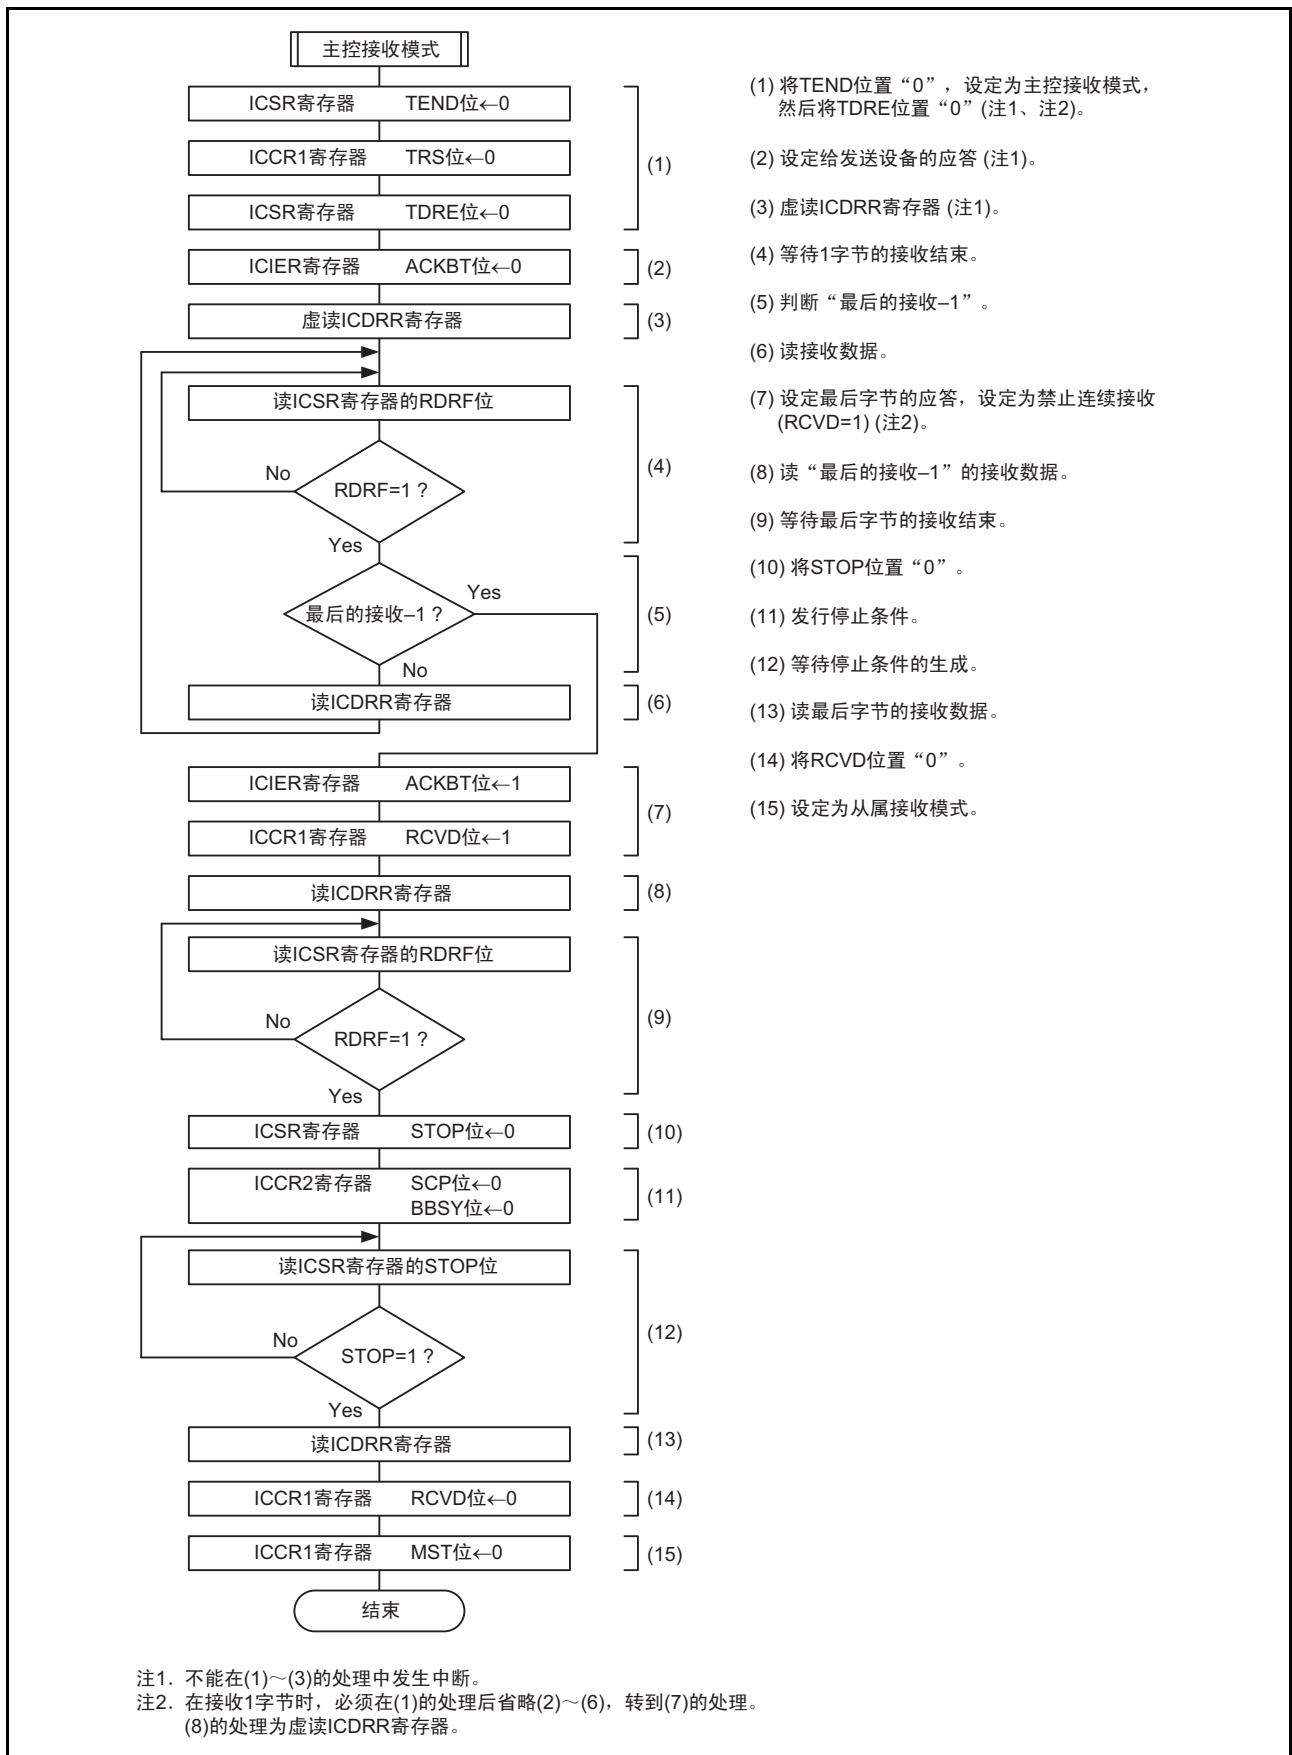 主控接收模式
ICSR寄存器 TEND位←0
ICCR1寄存器 TRS位←0
ICSR寄存器 TDRE位←0
(1)
ICIER寄存器 ACKBT位←0
(2)
虚读ICDRR寄存器
(3)
读ICSR寄存器的RDRF位
RDRF=1 ?
No
Yes
(4)
最后的接收–1 ?
Yes
No
(5)
读ICDRR寄存器
(6)
ICIER寄存器 ACKBT位←1
ICCR1寄存器 RCVD位←1
(7)
读ICDRR寄存器
(8)
读ICSR寄存器的RDRF位
No
RDRF=1 ?
Yes
(9)
ICSR寄存器 STOP位←0
(10)
ICCR2寄存器 SCP位←0
BBSY位←0
(11)
读ICSR寄存器的STOP位
No
STOP=1 ?
Yes
(12)
读ICDRR寄存器
(13)
ICCR1寄存器 RCVD位←0
(14)
ICCR1寄存器 MST位←0
(15)
结束
(1) 将TEND位置“0”，设定为主控接收模式，
然后将TDRE位置“0”(注1、注2)。
(2) 设定给发送设备的应答 (注1)。
(3) 虚读ICDRR寄存器 (注1)。
(4) 等待1字节的接收结束。
(5) 判断“最后的接收–1”。
(6) 读接收数据。
(7) 设定最后字节的应答，设定为禁止连续接收
(RCVD=1) (注2)。
(8) 读“最后的接收–1”的接收数据。
(9) 等待最后字节的接收结束。
(10) 将STOP位置“0”。
(11) 发行停止条件。
(12) 等待停止条件的生成。
(13) 读最后字节的接收数据。
(14) 将RCVD位置“0”。
(15) 设定为从属接收模式。
注1. 不能在(1)～(3)的处理中发生中断。
注2. 在接收1字节时，必须在(1)的处理后省略(2)～(6)，转到(7)的处理。
(8)的处理为虚读ICDRR寄存器。